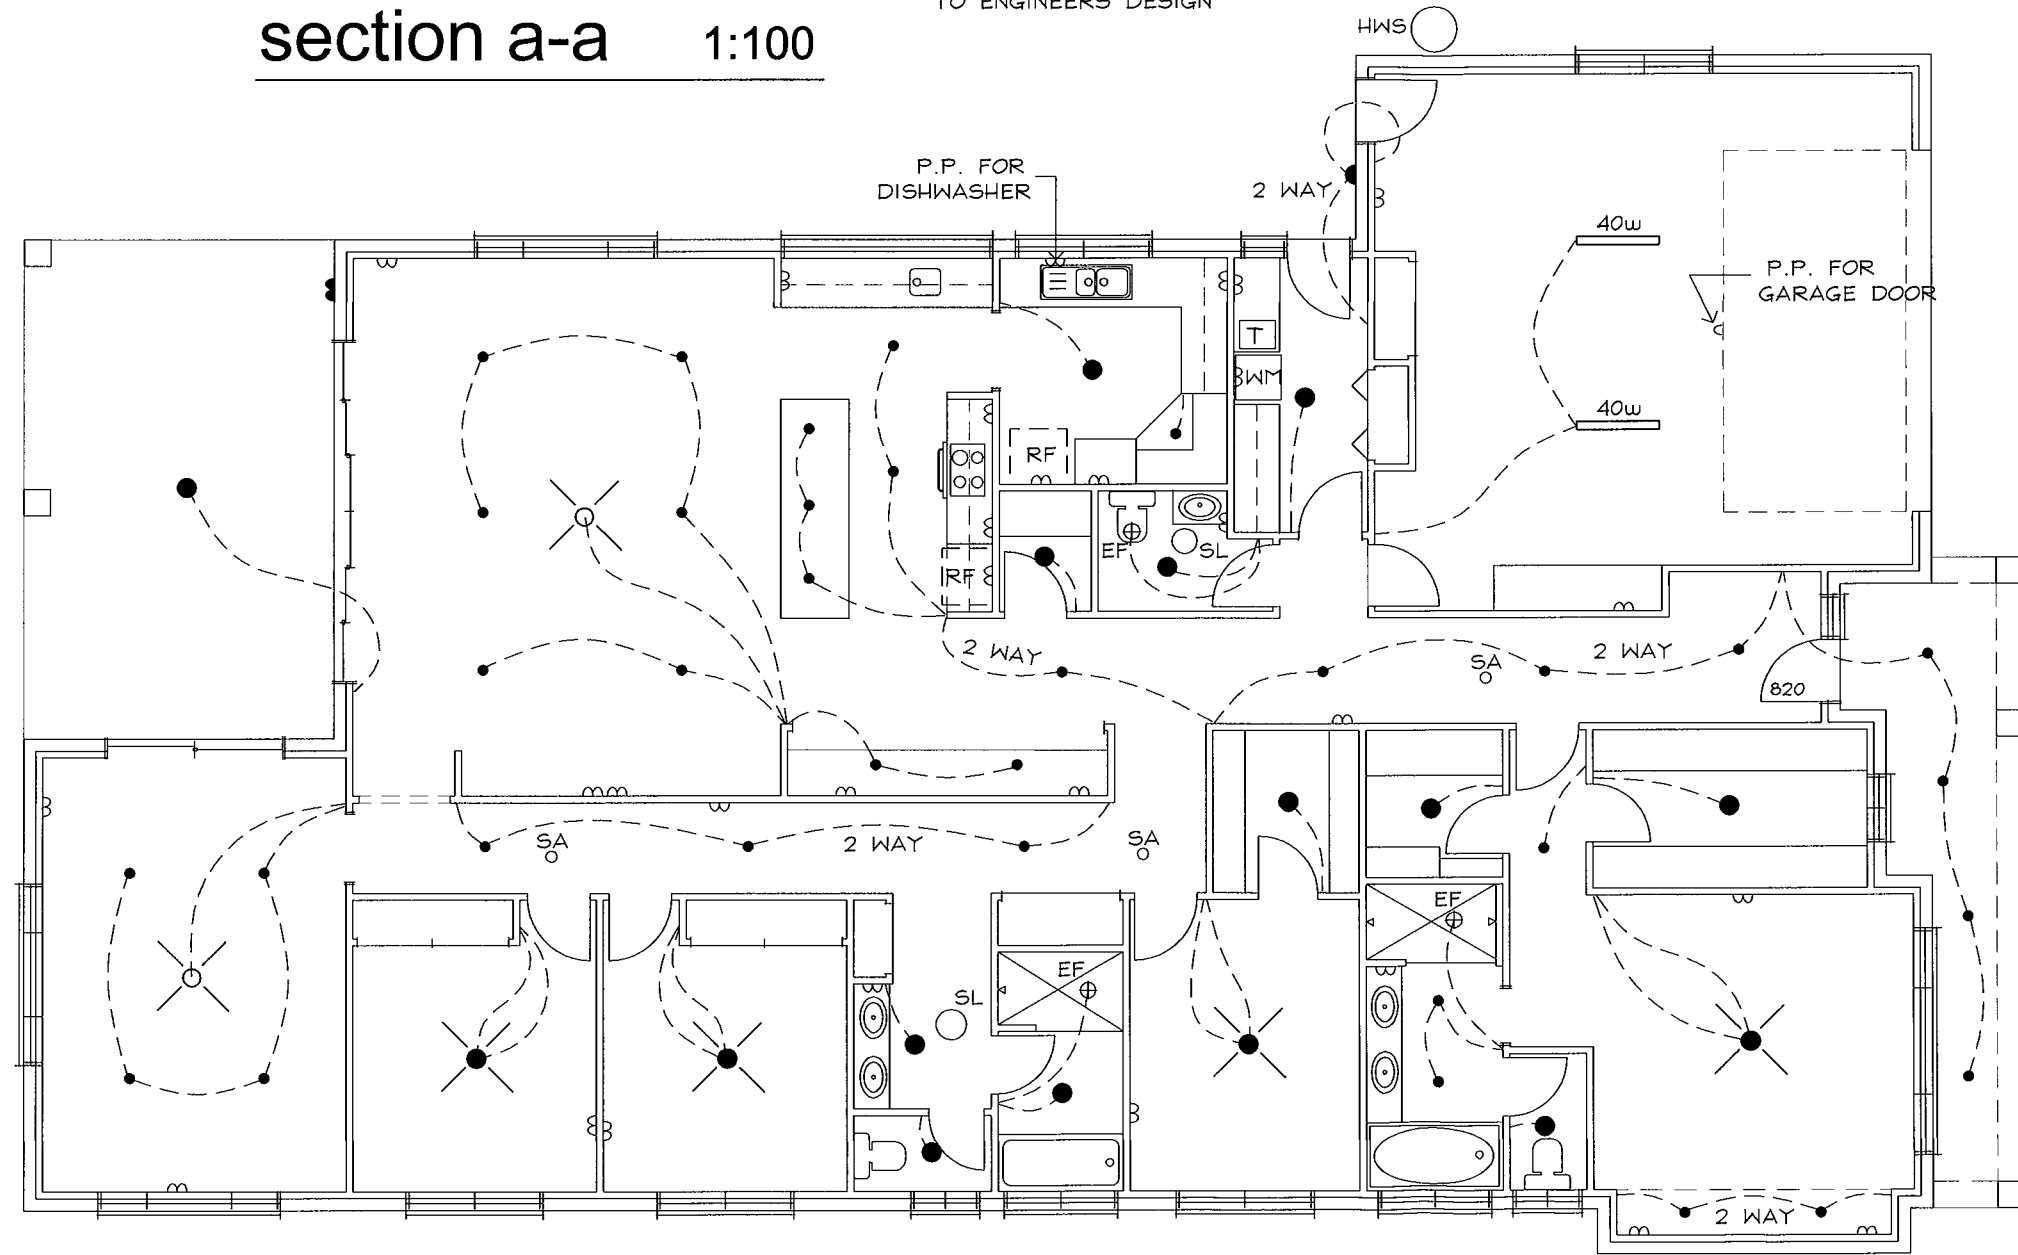 TO ENGINEERS DESIGN
section a-a 1:100
HWS
P.P. FOR
DISHWASHER
2 WAY
40W
P.P. FOR
GARAGE DOOR
T
WM
40W
RF
EF
SL
RF
2 WAY
SA
2 WAY
820
SA
2 WAY
SA
EF
EF
SL
2 WAY